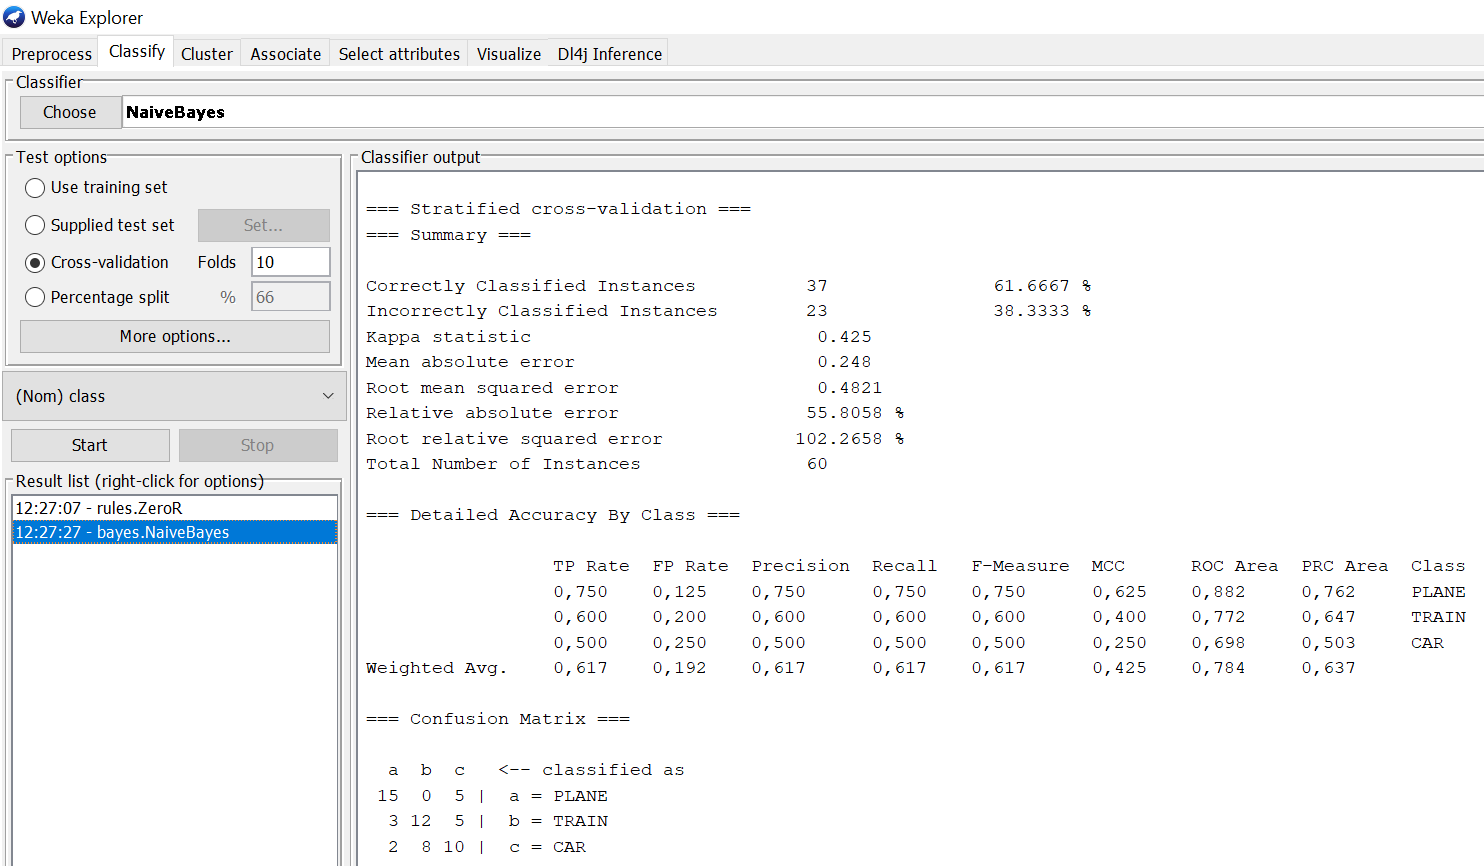 Weka Explorer
Preprocess Classify Cluster Associate Select attributes Visualize Dl4j Inference
Classifier
Choose NaiveBayes
Test options
Use training set
Supplied test set Set...
Cross-validation Folds 10
Percentage split % 66
More options...
(Nom) class
Start Stop
Result list (right-click for options)
12:27:07 - rules.ZeroR
12:27:27 - bayes.NaiveBayes
Classifier output
=== Stratified cross-validation ===
=== Summary ===
Correctly Classified Instances 37 61.6667 %
Incorrectly Classified Instances 23 38.3333 %
Kappa statistic 0.425
Mean absolute error 0.248
Root mean squared error 0.4821
Relative absolute error 55.8058 %
Root relative squared error 102.2658 %
Total Number of Instances 60
=== Detailed Accuracy By Class ===
TP Rate FP Rate Precision Recall F-Measure MCC ROC Area PRC Area Class
0,750 0,125 0,750 0,750 0,750 0,625 0,882 0,762 PLANE
0,600 0,200 0,600 0,600 0,600 0,400 0,772 0,647 TRAIN
0,500 0,250 0,500 0,500 0,500 0,250 0,698 0,503 CAR
Weighted Avg. 0,617 0,192 0,617 0,617 0,617 0,425 0,784 0,637
=== Confusion Matrix ===
a b c <-- classified as
15 0 5 | a = PLANE
3 12 5 | b = TRAIN
2 8 10 | c = CAR